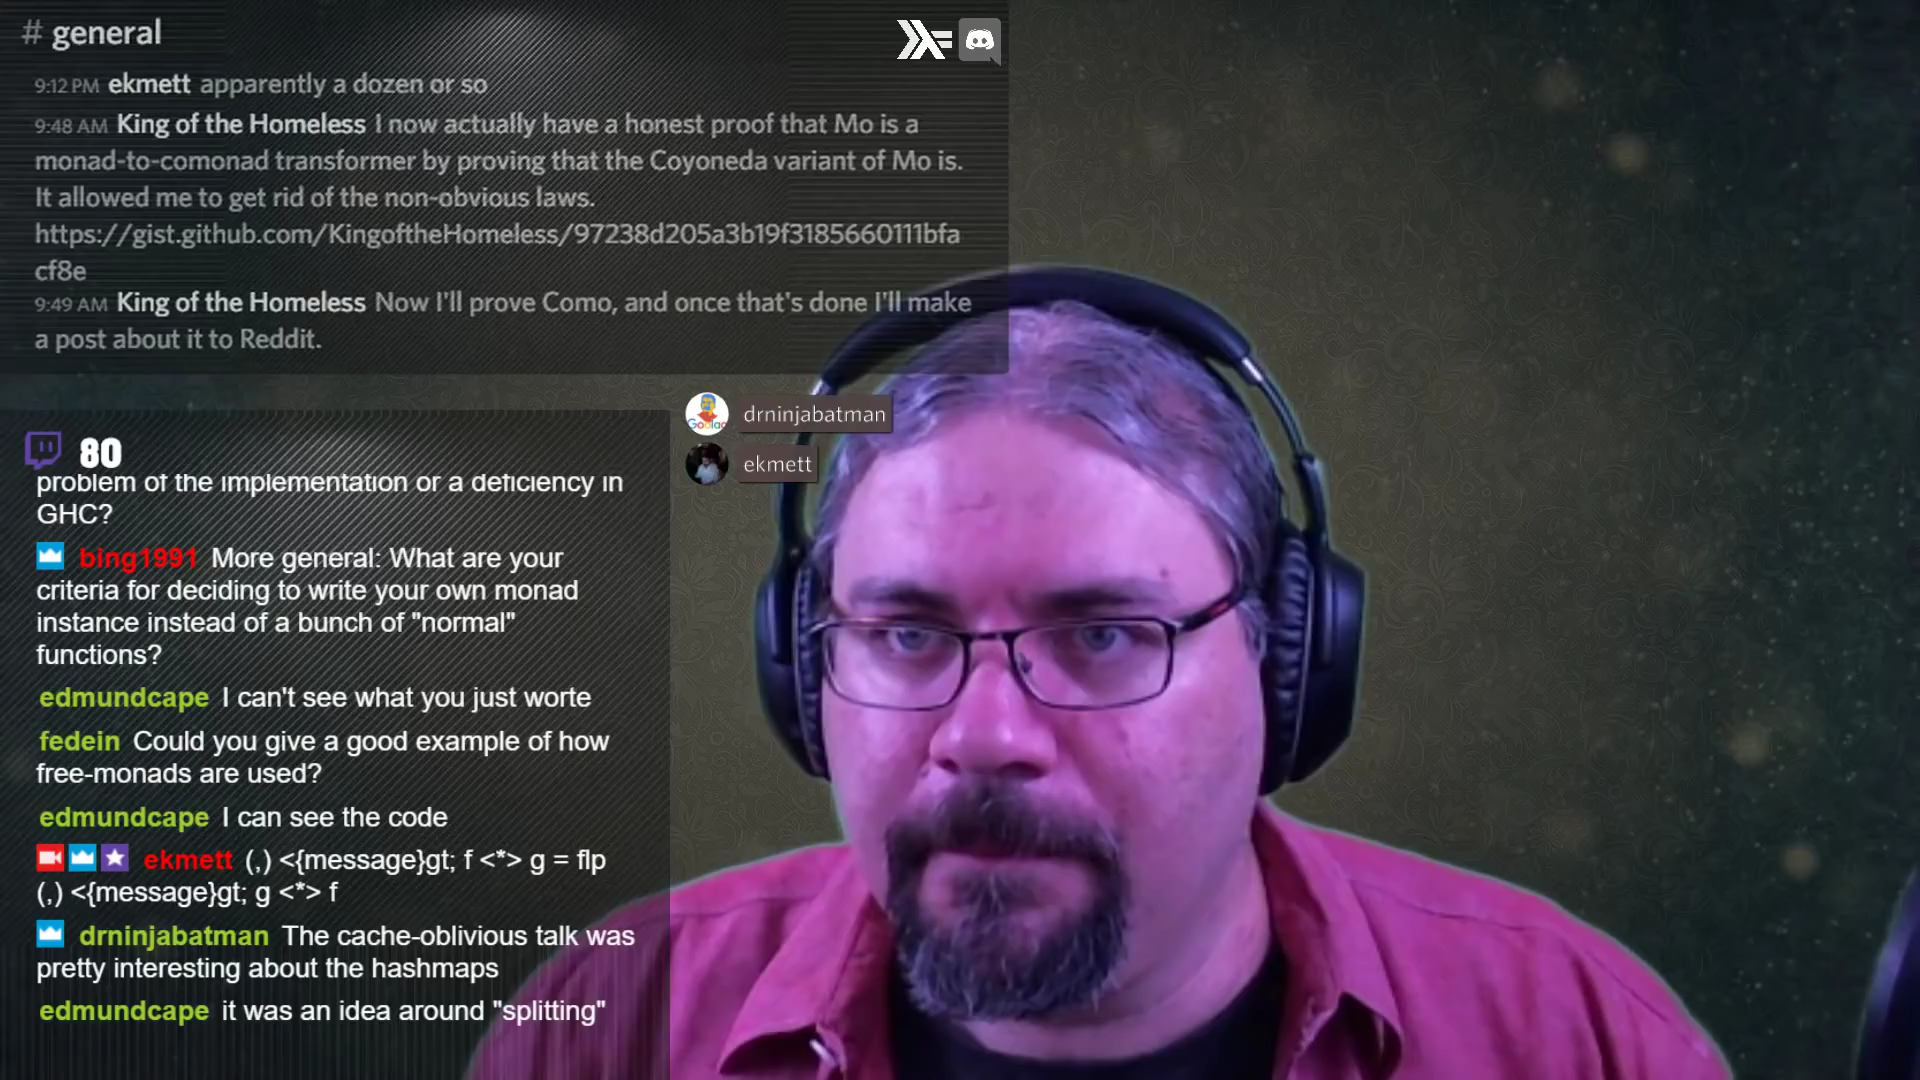 # general
9:12 PM ekmett apparently a dozen or so
9:48 AM King of the Homeless I now actually have a honest proof that Mo is a
monad-to-comonad transformer by proving that the Coyoneda variant of Mo is.
It allowed me to get rid of the non-obvious laws.
https://gist.github.com/KingoftheHomeless/97238d205a3b19f3185660111bfa
cf8e
9:49 AM King of the Homeless Now I'll prove Como, and once that's done I'll make
a post about it to Reddit.
drninjabatman
ekmett
80
problem of the implementation or a deficiency in
GHC?
bing1991 More general: What are your
criteria for deciding to write your own monad
instance instead of a bunch of "normal"
functions?
edmundcape I can't see what you just worte
fedein Could you give a good example of how
free-monads are used?
edmundcape I can see the code
ekmett (,) <{message}gt; f <*> g = flp
(,) <{message}gt; g <*> f
drninjabatman The cache-oblivious talk was
pretty interesting about the hashmaps
edmundcape it was an idea around "splitting"